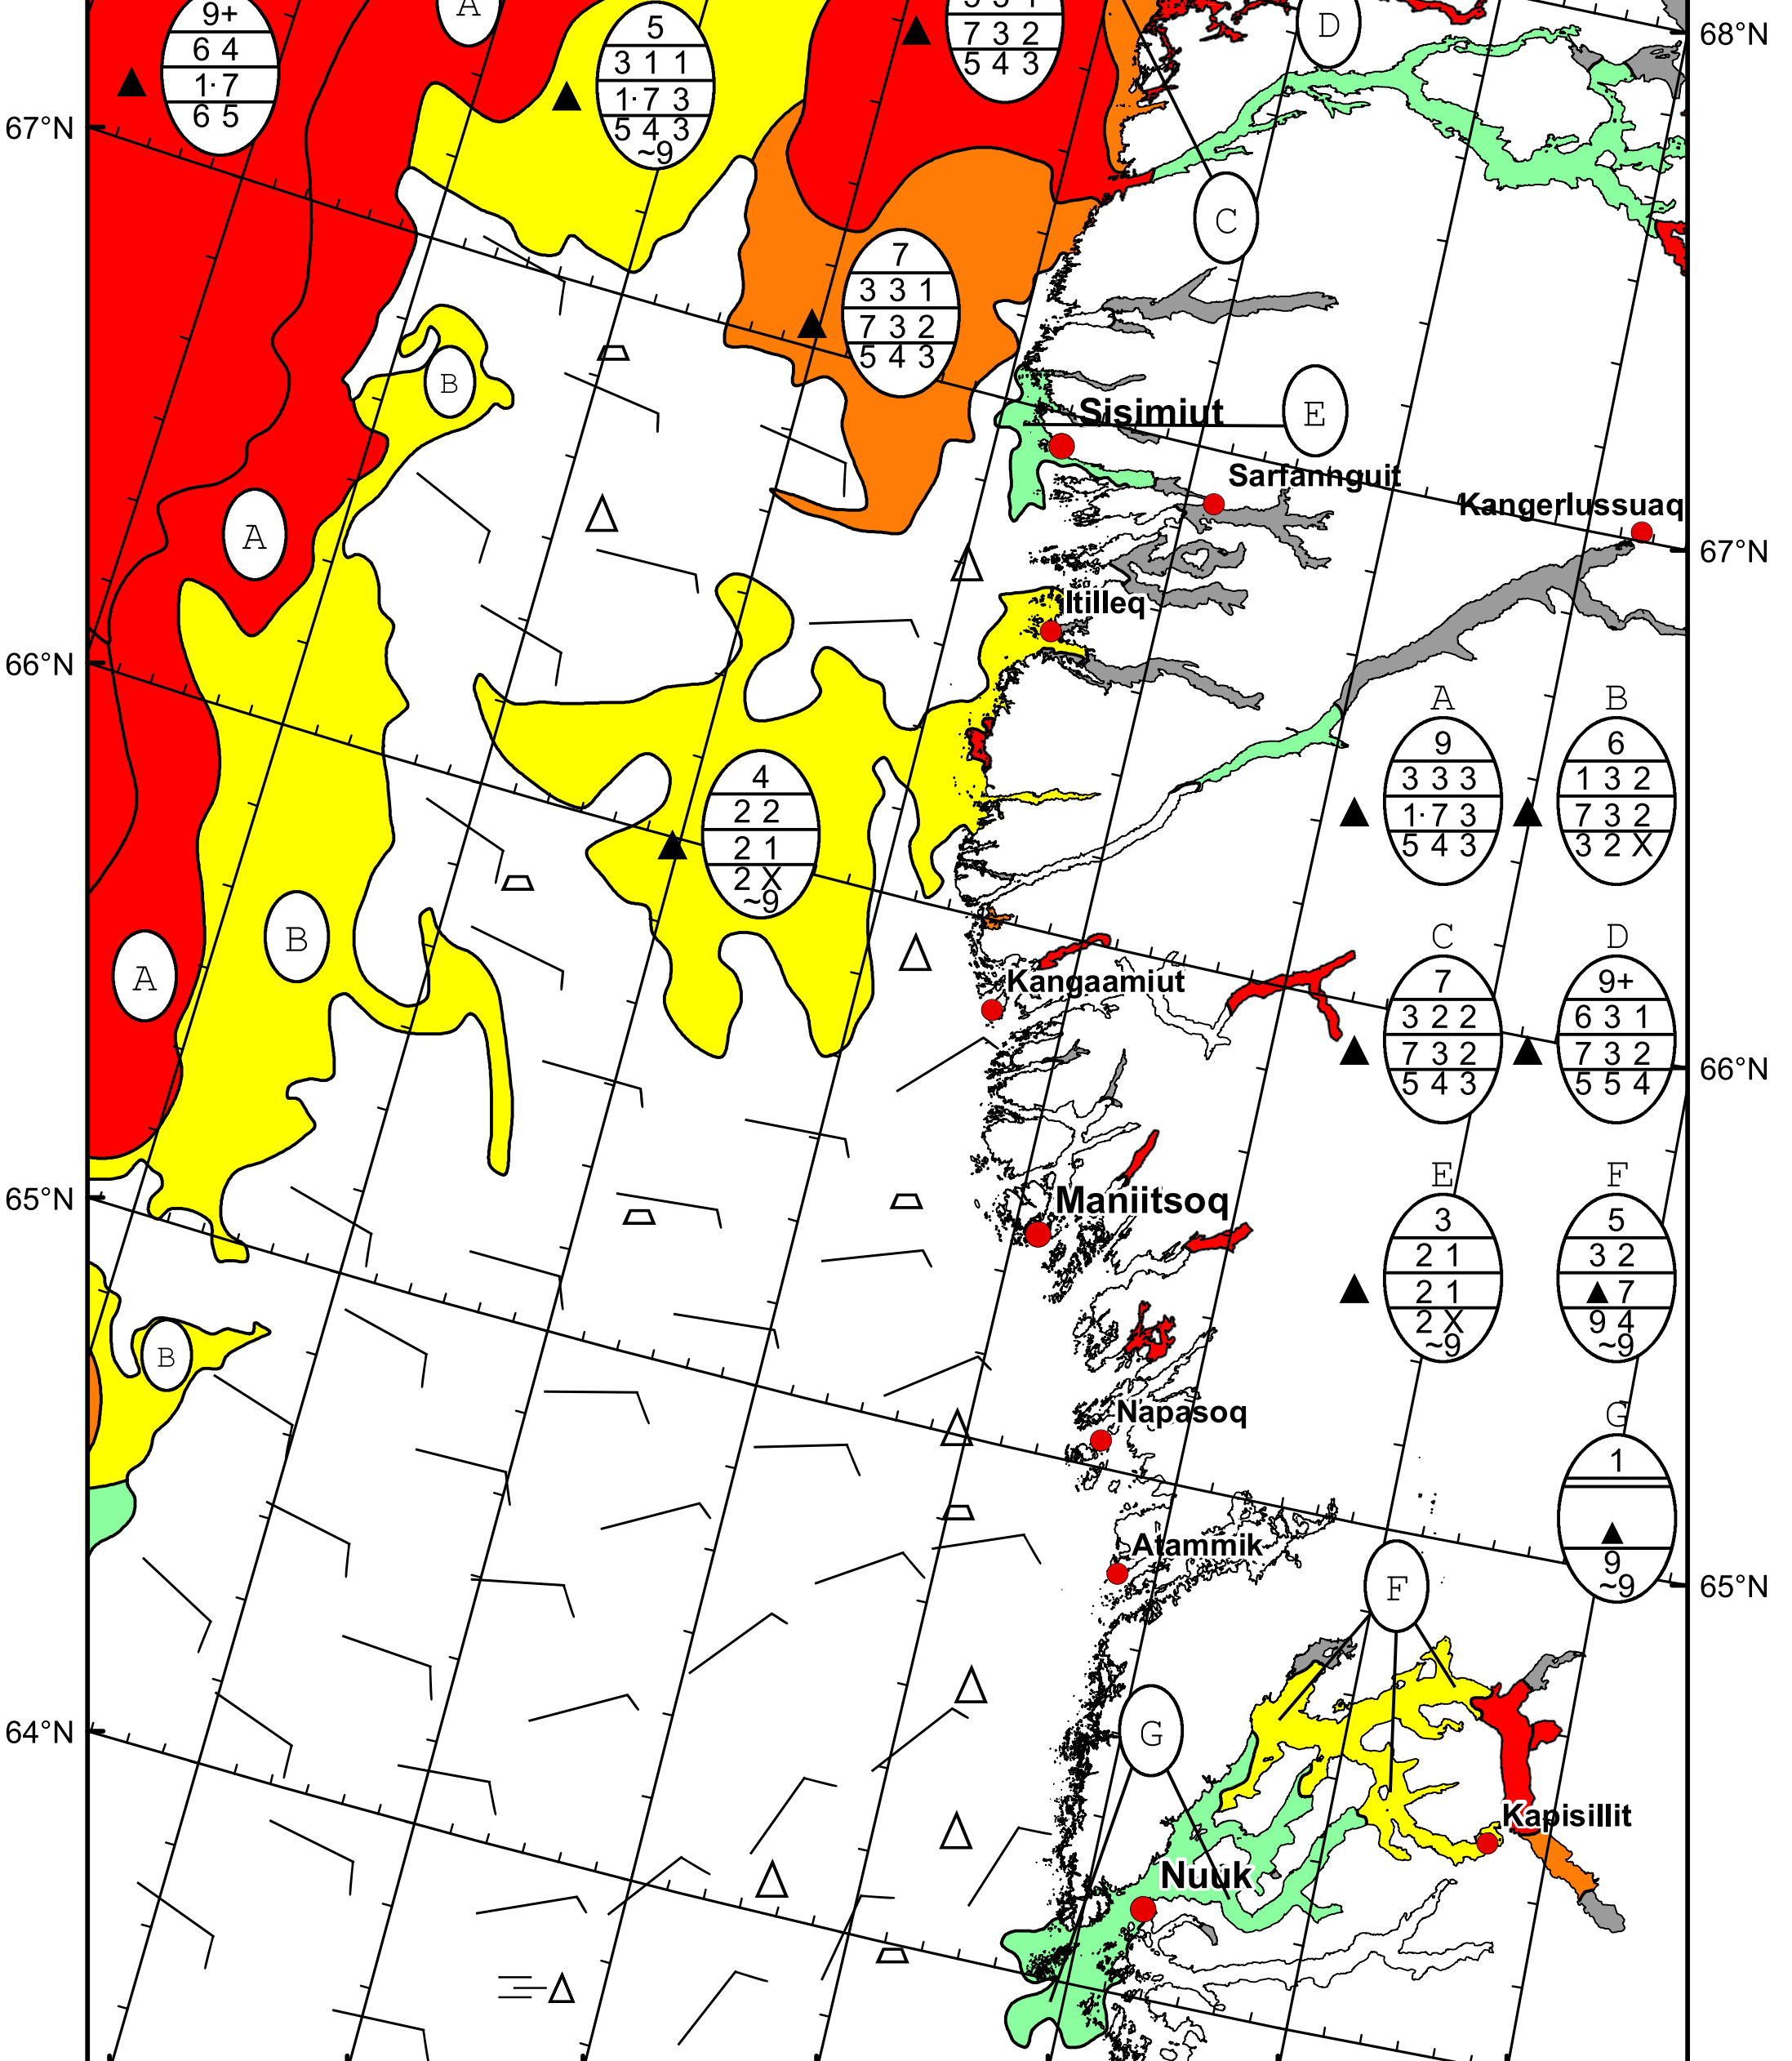 9+
6 4
1·7
6 5
A
5
3 1 1
1·7 3
5 4 3
~9
7 3 2
5 4 3
D
68°N
67°N
C
7
3 3 1
7 3 2
5 4 3
B
E
Sisimiut
Sarfannguit
Kangerlussuaq
A
67°N
Itilleq
66°N
4
2 2
2 1
2 X
~9
A
9
3 3 3
1·7 3
5 4 3
B
6
1 3 2
7 3 2
3 2 X
B
A
Kangaamiut
C
7
3 2 2
7 3 2
5 4 3
D
9+
6 3 1
7 3 2
5 5 4
66°N
65°N
Maniitsoq
E
3
2 1
2 1
2 X
~9
F
5
3 2
7
9 4
~9
B
Napasoq
G
1
9
~9
Atammik
65°N
F
64°N
G
Kapisillit
Nuuk